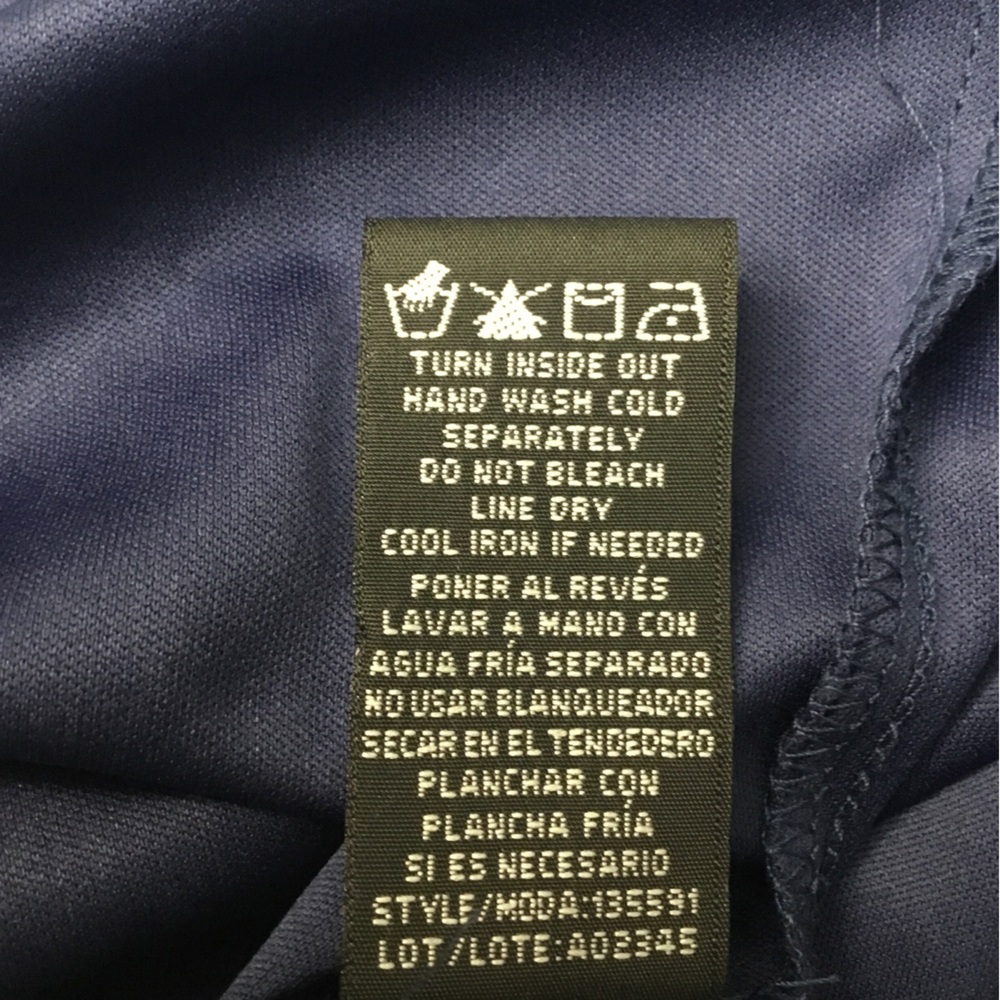 TURN INSIDE OUT
HAND WASH COLD
SEPARATELY
DO NOT BLEACH
LINE DRY
COOL IRON IF NEEDED
PONER AL REVÉS
LAVAR A MANO CON
AGUA FRÍA SEPARADO
NO USAR BLANQUEADOR
SECAR EN EL TENDEDERO
PLANCHAR CON
PLANCHA FRÍA
SI ES NECESARIO
STYLE/MODA:
LOT/LOTE: